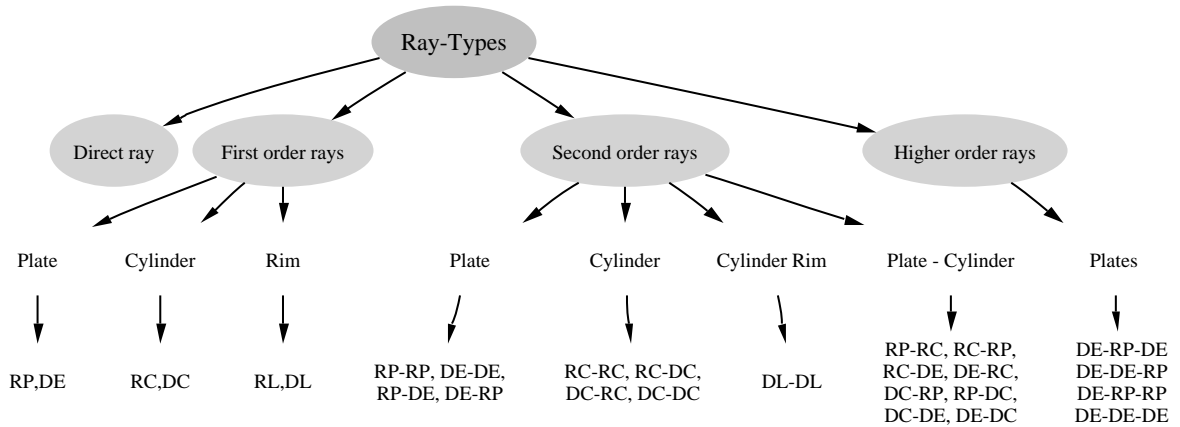 Ray-Types
Direct ray
First order rays
Second order rays
Higher order rays
Plate
Cylinder
Rim
Plate
Cylinder
Cylinder Rim
Plate - Cylinder
Plates
RP,DE
RC,DC
RL,DL
RP-RP, DE-DE,
RP-DE, DE-RP
RC-RC, RC-DC,
DC-RC, DC-DC
DL-DL
RP-RC, RC-RP,
RC-DE, DE-RC,
DC-RP, RP-DC,
DC-DE, DE-DC
DE-RP-DE
DE-DE-RP
DE-RP-RP
DE-DE-DE